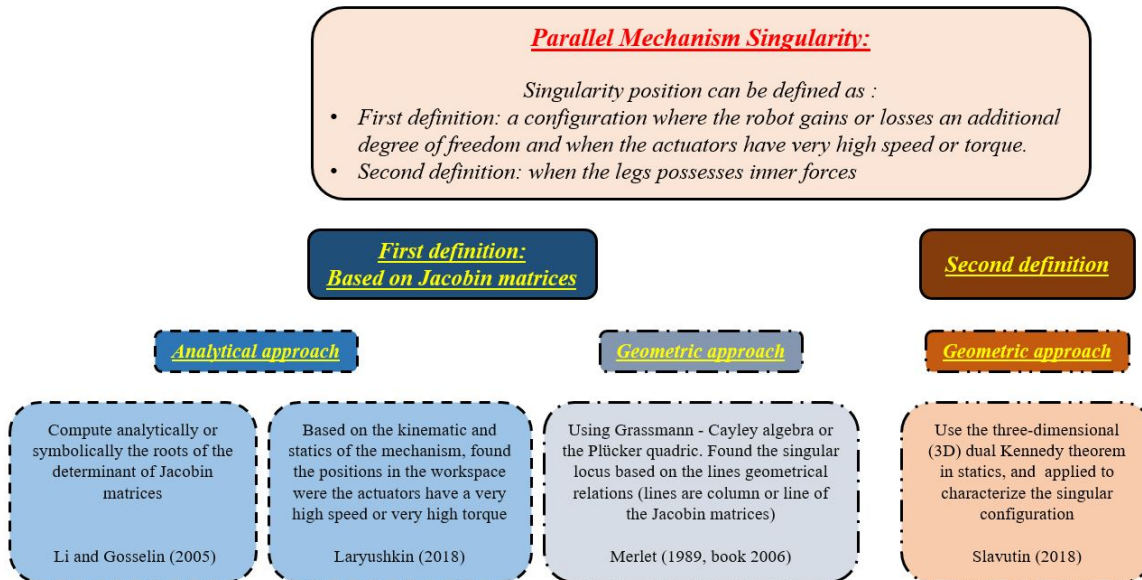 Parallel Mechanism Singularity:
Singularity position can be defined as :
• First definition: a configuration where the robot gains or losses an additional
degree of freedom and when the actuators have very high speed or torque.
• Second definition: when the legs possesses inner forces
First definition:
Based on Jacobin matrices
Second definition
Analytical approach
Geometric approach
Geometric approach
Compute analytically or
symbolically the roots of the
determinant of Jacobin
matrices
Li and Gosselin (2005)
Based on the kinematic and
statics of the mechanism, found
the positions in the workspace
were the actuators have a very
high speed or very high torque
Laryushkin (2018)
Using Grassmann - Cayley algebra or
the Plücker quadric. Found the singular
locus based on the lines geometrical
relations (lines are column or line of
the Jacobin matrices)
Merlet (1989, book 2006)
Use the three-dimensional
(3D) dual Kennedy theorem
in statics, and applied to
characterize the singular
configuration
Slavutin (2018)